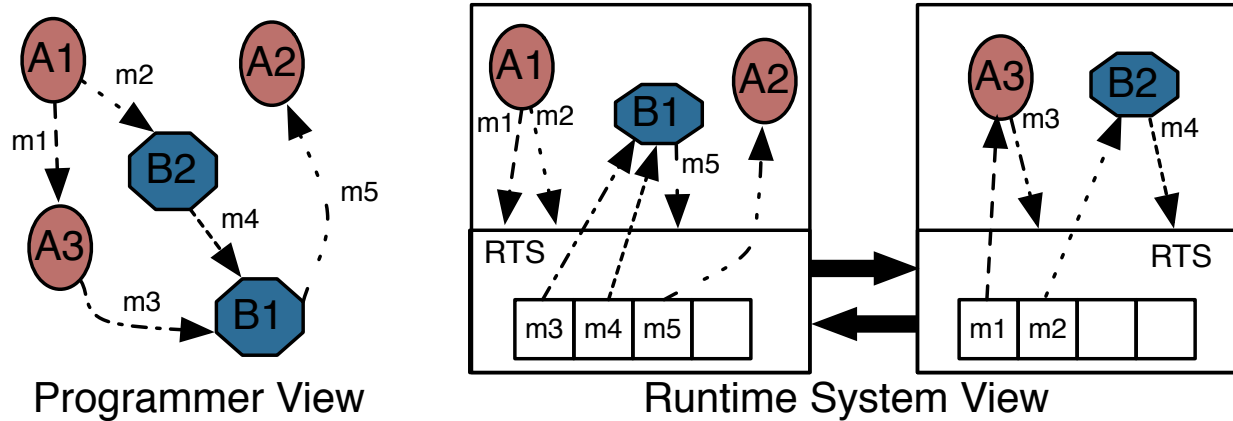 A1
A2
m2
m1
B2
m5
A3
m4
m3
B1
Programmer View
A1
B1
A2
m1
m2
m5
RTS
m3 m4 m5
A3
B2
m3
m4
RTS
m1 m2
Runtime System View